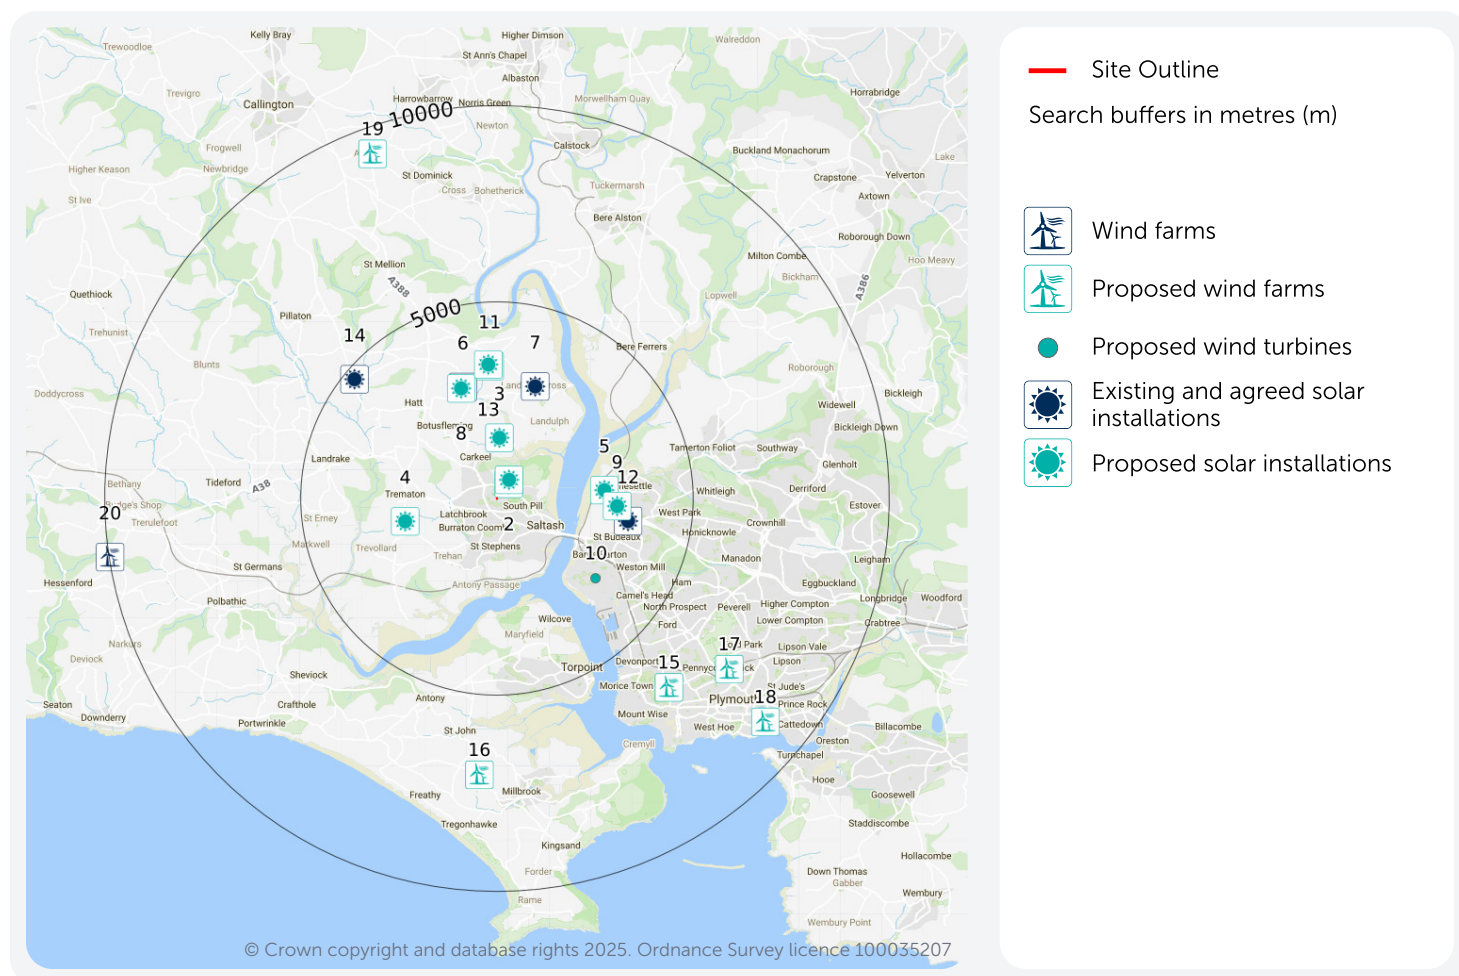 Kelly Bray
Higher Dimson
Walreddon
Trewoodloe
St Ann's Chapel
Albaston
Trevigro
Callington
Harrowbarrow
Norris Green
Morwellham Quay
Horrabridge
10000
19
Newton
Frogwell
Calstock
Buckland Monachorum
Lake
Higher Keason
Newbridge
St Dominick
Crapstone
Yelverton
Cross
Bohetherick
Tuckermarsh
Axtown
St Ive
Bere Alston
Roborough Down
Milton Combe
Hoo Meavy
St Mellion
A388
Bickham
A386
Quethiock
Lopwell
5000
Pillaton
11
Trehunist
14
6
7
Bere Ferrers
Blunts
Roborough
Doddycross
3
Hatt
13
Bickleigh
Widewell
Botusfleming
Landulph
Bickleigh Down
8
5
Tamerton Foliot
Southway
Landrake
Carkeel
9
Glenholt
4
12
Bethany
Tideford
A38
Trematon
Whitleigh
Derriford
20
South Pill
Estover
St Erney
Latchbrook
West Park
Trerulefoot
Burraton Coombe
2
Saltash
Crownhill
Honicknowle
St Budeaux
Markwell
Trevollard
St Stephens
10
Trehan
Manadon
Leigham
St Germans
Weston Mill
Hessenford
Antony Passage
Ham
Eggbuckland
Camel's Head
Longbridge
Woodford
Polbathic
North Prospect
Peverell
Higher Compton
Wilcove
Ford
Lower Compton
Crabtree
Maryfield
Narkurs
17
Lipson Vale
Deviock
Torpoint
Devonport
15
Lipson
Sheviock
Morice Town
St Jude's
Antony
Plymouth
18
Prince Rock
Seaton
Crafthole
Mount Wise
Downderry
Portwrinkle
West Hoe
Cattedown
Billacombe
St John
Cremyll
Oreston
16
Turnchapel
Hooe
Freathy
Millbrook
Goosewell
Tregonhawke
Staddiscombe
Kingsand
Hollacombe
Forder
Down Thomas
Gabber
Rame
Wembury
Wembury Point
© Crown copyright and database rights 2025. Ordnance Survey licence 100035207
Site Outline
Search buffers in metres (m)
Wind farms
Proposed wind farms
Proposed wind turbines
Existing and agreed solar
installations
Proposed solar installations